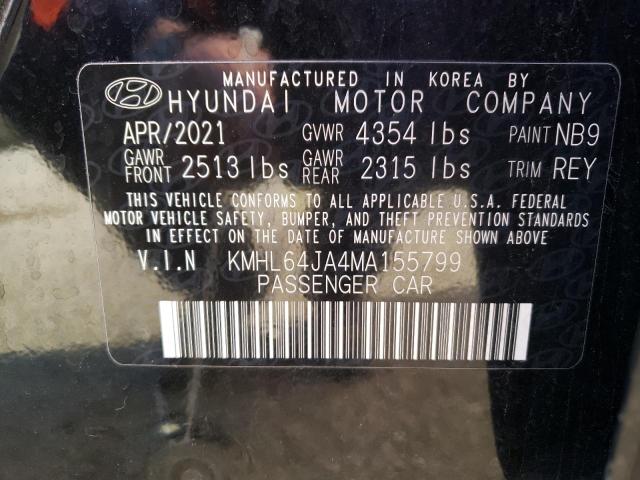 MANUFACTURED IN KOREA BY
HYUNDAI MOTOR COMPANY
APR/2021 GVWR 4354 lbs PAINT NB9
GAWR FRONT 2513 lbs GAWR REAR 2315 lbs TRIM REY
THIS VEHICLE CONFORMS TO ALL APPLICABLE U.S.A. FEDERAL
MOTOR VEHICLE SAFETY, BUMPER, AND THEFT PREVENTION STANDARDS
IN EFFECT ON THE DATE OF MANUFACTURE SHOWN ABOVE.
V.I.N KMHL64JA4MA155799
PASSENGER CAR